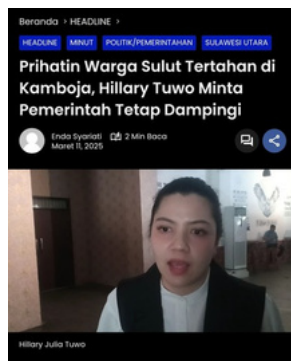 Beranda > HEADLINE >
HEADLINE MINUT POLITIK/PEMERINTAHAN SULAWESI UTARA
Prihatin Warga Sulut Tertahan di
Kamboja, Hillary Tuwo Minta
Pemerintah Tetap Dampingi
Enda Syariati 2 Min Baca
Maret 11, 2025
Hillary Julia Tuwo